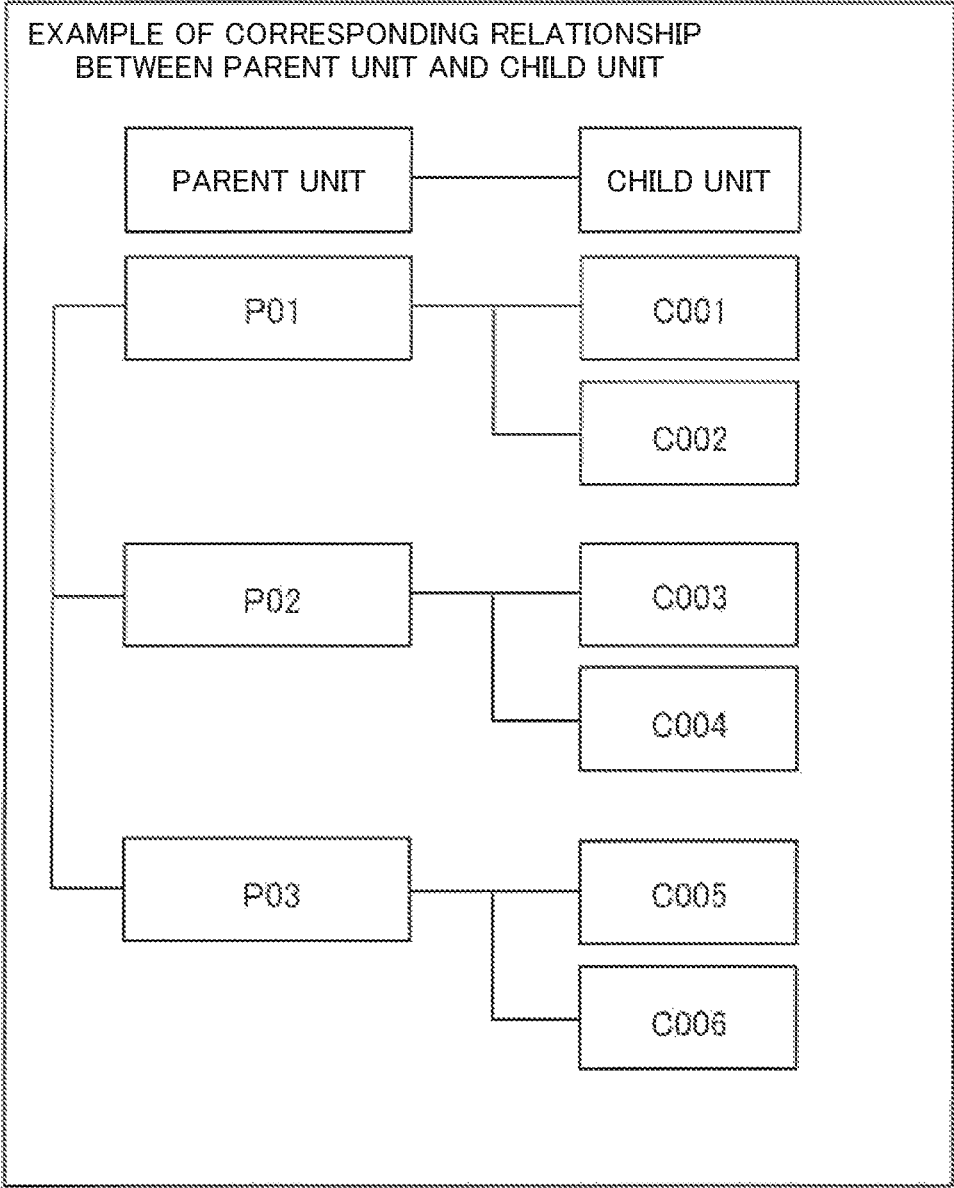 EXAMPLE OF CORRESPONDING RELATIONSHIP
BETWEEN PARENT UNIT AND CHILD UNIT
PARENT UNIT
CHILD UNIT
P01
C001
C002
P02
C003
C004
P03
C005
C006